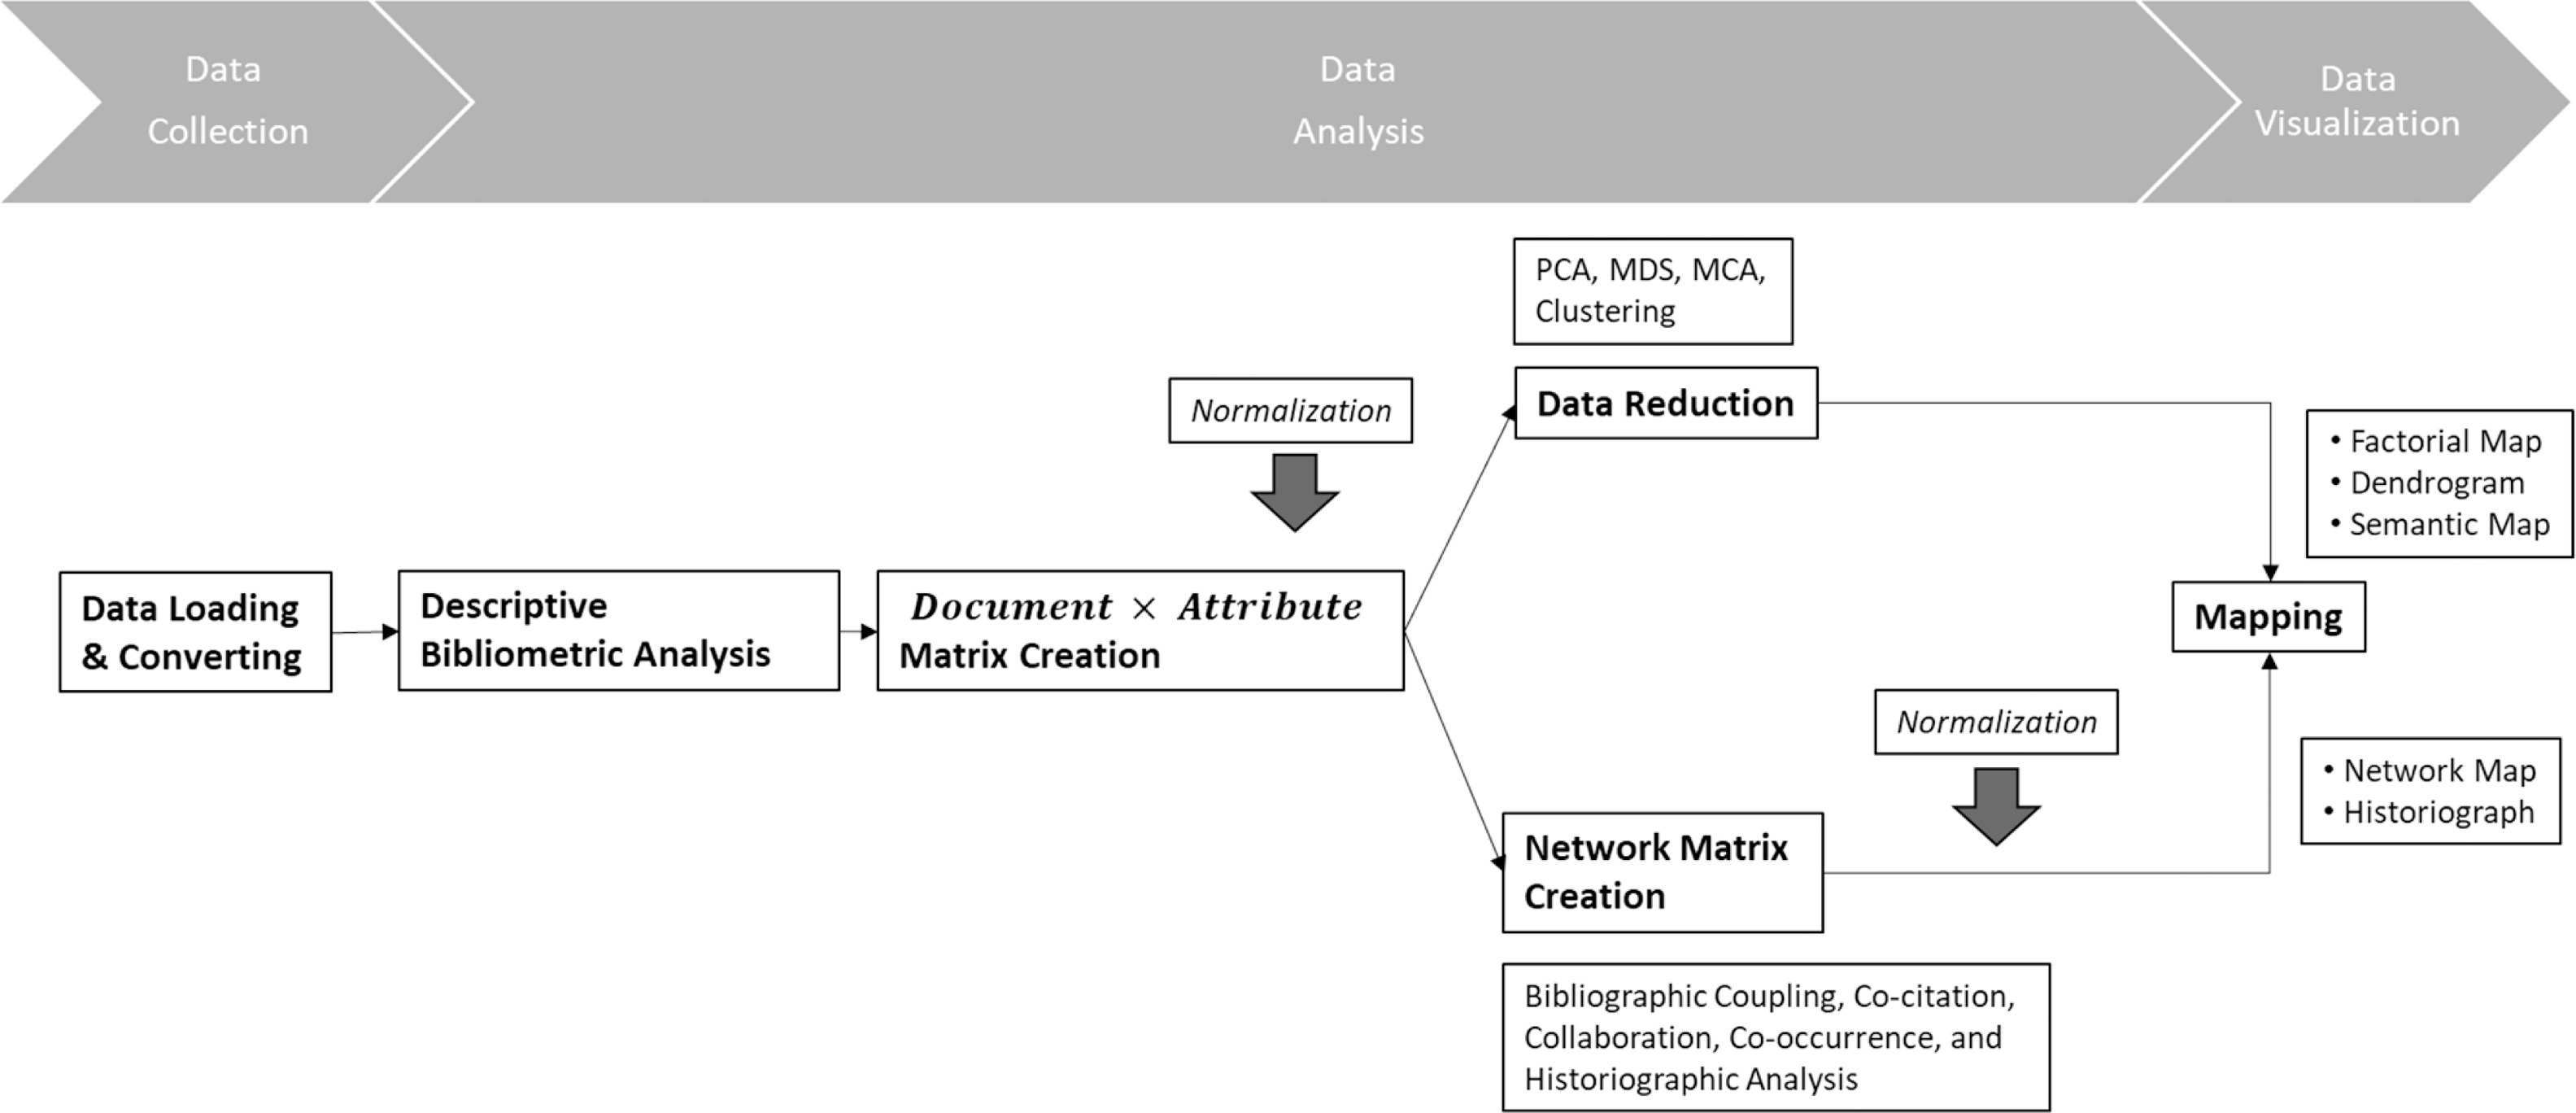 Data
Collection
Data
Analysis
Data
Visualization
PCA, MDS, MCA,
Clustering
Normalization
Data Reduction
• Factorial Map
• Dendrogram
• Semantic Map
Data Loading
& Converting
Descriptive
Bibliometric Analysis
Document × Attribute
Matrix Creation
Mapping
Normalization
• Network Map
• Historiograph
Network Matrix
Creation
Bibliographic Coupling, Co-citation,
Collaboration, Co-occurrence, and
Historiographic Analysis